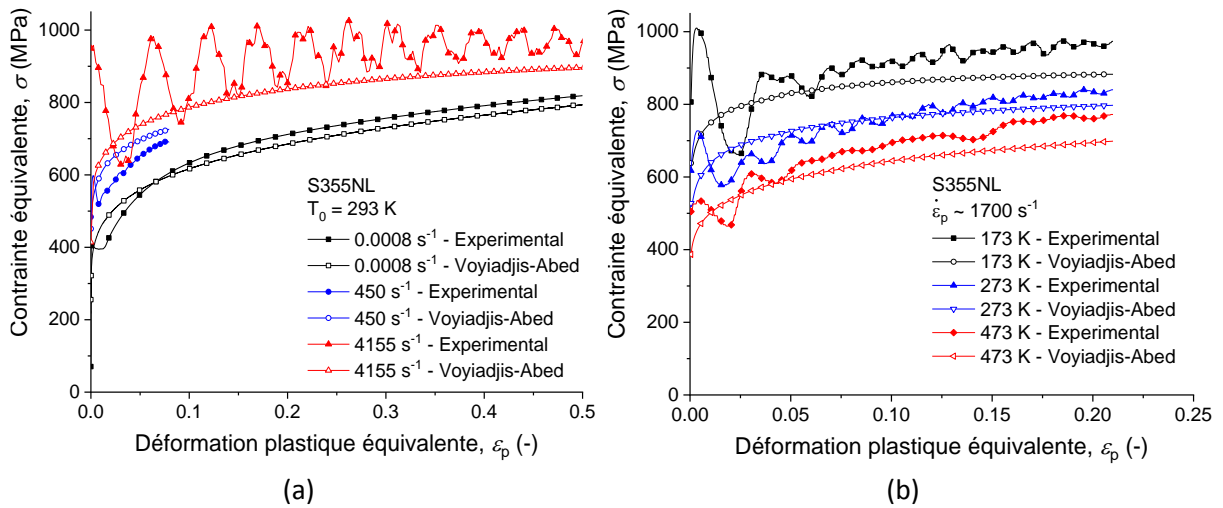 1000
800
600
400
200
0
0.0 0.1 0.2 0.3 0.4 0.5
Contrainte équivalente, σ (MPa)
Déformation plastique équivalente, εp (-)
S355NL
T0 = 293 K
0.0008 s-1 - Experimental
0.0008 s-1 - Voyiadjis-Abed
450 s-1 - Experimental
450 s-1 - Voyiadjis-Abed
4155 s-1 - Experimental
4155 s-1 - Voyiadjis-Abed
(a)
1000
800
600
400
200
0
0.00 0.05 0.10 0.15 0.20 0.25
Contrainte équivalente, σ (MPa)
Déformation plastique équivalente, εp (-)
S355NL
ε̇p ~ 1700 s-1
173 K - Experimental
173 K - Voyiadjis-Abed
273 K - Experimental
273 K - Voyiadjis-Abed
473 K - Experimental
473 K - Voyiadjis-Abed
(b)